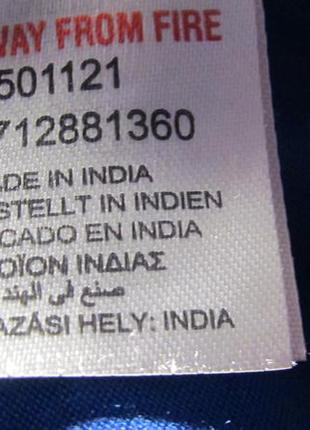 WAY FROM FIRE
501121
712881360
ADE IN INDIA
STELLT IN INDIEN
CADO EN INDIA
ΟΪΟΝ ΙΝΔΙΑΣ
صنع في الهند
AZÁSI HELY: INDIA